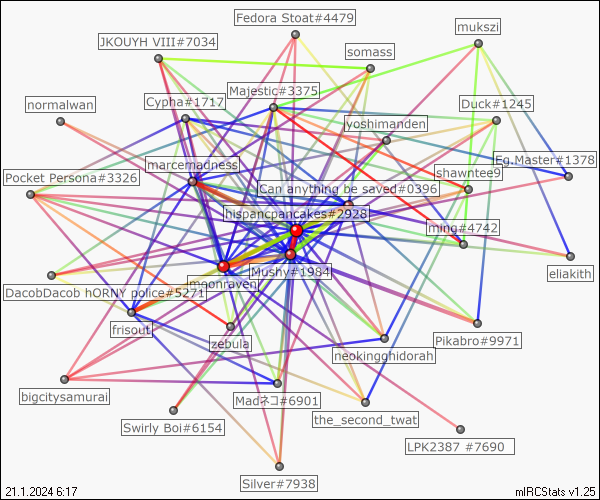 Fedora Stoat#4479
mukszi
JKOUYH VIII#7034
somass
Majestic#3375
normalwan
Cypha#1717
Duck#1245
yoshimanden
marcemadness
Eg.Master#1378
Pocket Persona#3326
shawntee9
Can anything be saved#0396
hispancpancakes#2928
ming#4742
Mushy#1984
eliakith
moonraven
DacobDacob hORNY police#5271
frisout
zebula
Pikabro#9971
neokingghidorah
bigcitysamurai
Madネコ#6901
the_second_twat
Swirly Boi#6154
LPK2387 #7690
Silver#7938
21.1.2024 6:17
mIRCStats v1.25